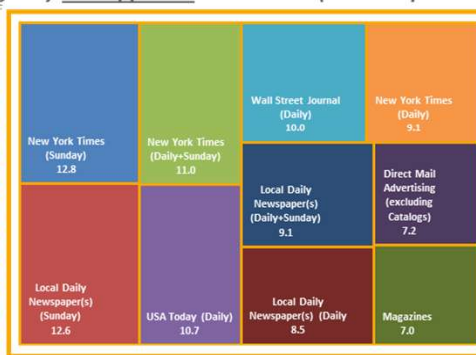 New York Times
(Sunday)
12.8
New York Times
(Daily+Sunday)
11.0
Wall Street Journal
(Daily)
10.0
New York Times
(Daily)
9.1
Local Daily
Newspaper(s)
(Daily+Sunday)
9.1
Direct Mail
Advertising
(excluding
Catalogs)
7.2
Local Daily
Newspaper(s)
(Sunday)
12.6
USA Today (Daily)
10.7
Local Daily
Newspaper(s) (Daily
8.5
Magazines
7.0